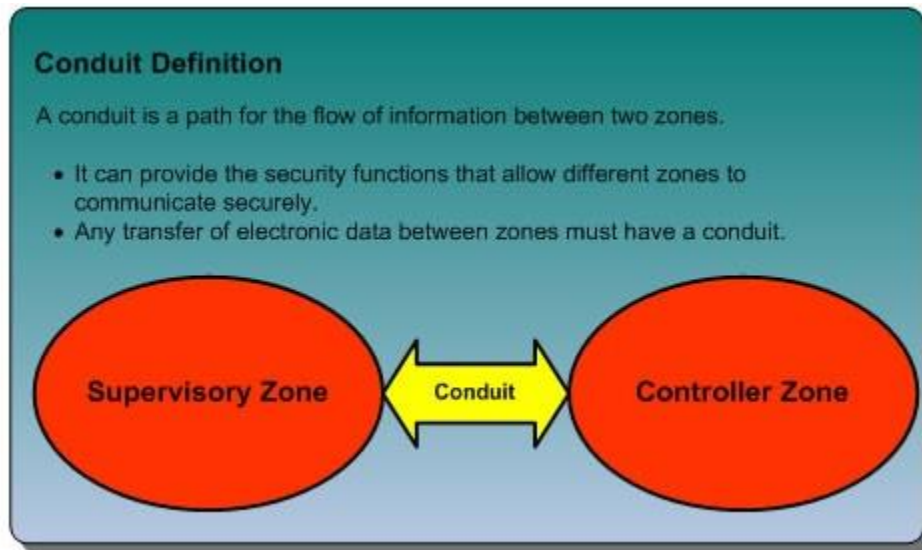 Conduit Definition
A conduit is a path for the flow of information between two zones.
• It can provide the security functions that allow different zones to
communicate securely.
• Any transfer of electronic data between zones must have a conduit.
Supervisory Zone
Conduit
Controller Zone